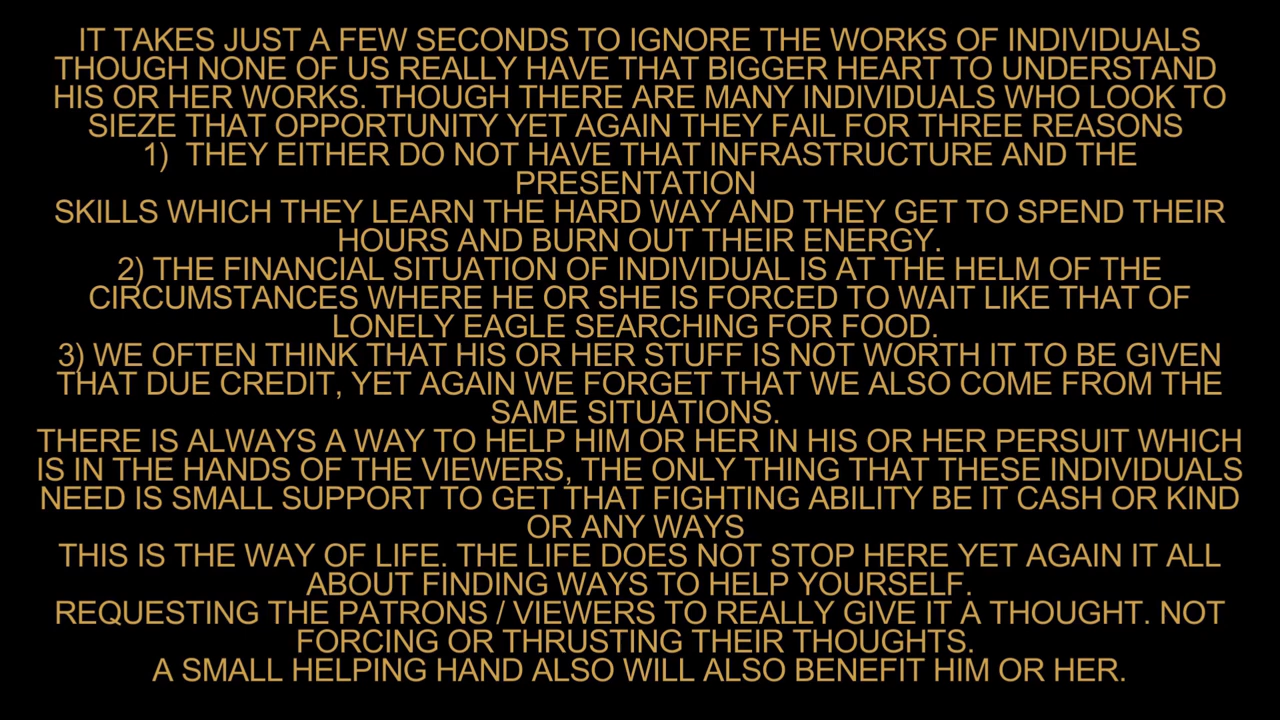 IT TAKES JUST A FEW SECONDS TO IGNORE THE WORKS OF INDIVIDUALS
THOUGH NONE OF US REALLY HAVE THAT BIGGER HEART TO UNDERSTAND
HIS OR HER WORKS. THOUGH THERE ARE MANY INDIVIDUALS WHO LOOK TO
SIEZE THAT OPPORTUNITY YET AGAIN THEY FAIL FOR THREE REASONS
1) THEY EITHER DO NOT HAVE THAT INFRASTRUCTURE AND THE
PRESENTATION
SKILLS WHICH THEY LEARN THE HARD WAY AND THEY GET TO SPEND THEIR
HOURS AND BURN OUT THEIR ENERGY.
2) THE FINANCIAL SITUATION OF INDIVIDUAL IS AT THE HELM OF THE
CIRCUMSTANCES WHERE HE OR SHE IS FORCED TO WAIT LIKE THAT OF
LONELY EAGLE SEARCHING FOR FOOD.
3) WE OFTEN THINK THAT HIS OR HER STUFF IS NOT WORTH IT TO BE GIVEN
THAT DUE CREDIT, YET AGAIN WE FORGET THAT WE ALSO COME FROM THE
SAME SITUATIONS.
THERE IS ALWAYS A WAY TO HELP HIM OR HER IN HIS OR HER PERSUIT WHICH
IS IN THE HANDS OF THE VIEWERS, THE ONLY THING THAT THESE INDIVIDUALS
NEED IS SMALL SUPPORT TO GET THAT FIGHTING ABILITY BE IT CASH OR KIND
OR ANY WAYS
THIS IS THE WAY OF LIFE. THE LIFE DOES NOT STOP HERE YET AGAIN IT ALL
ABOUT FINDING WAYS TO HELP YOURSELF.
REQUESTING THE PATRONS / VIEWERS TO REALLY GIVE IT A THOUGHT. NOT
FORCING OR THRUSTING THEIR THOUGHTS.
A SMALL HELPING HAND ALSO WILL ALSO BENEFIT HIM OR HER.